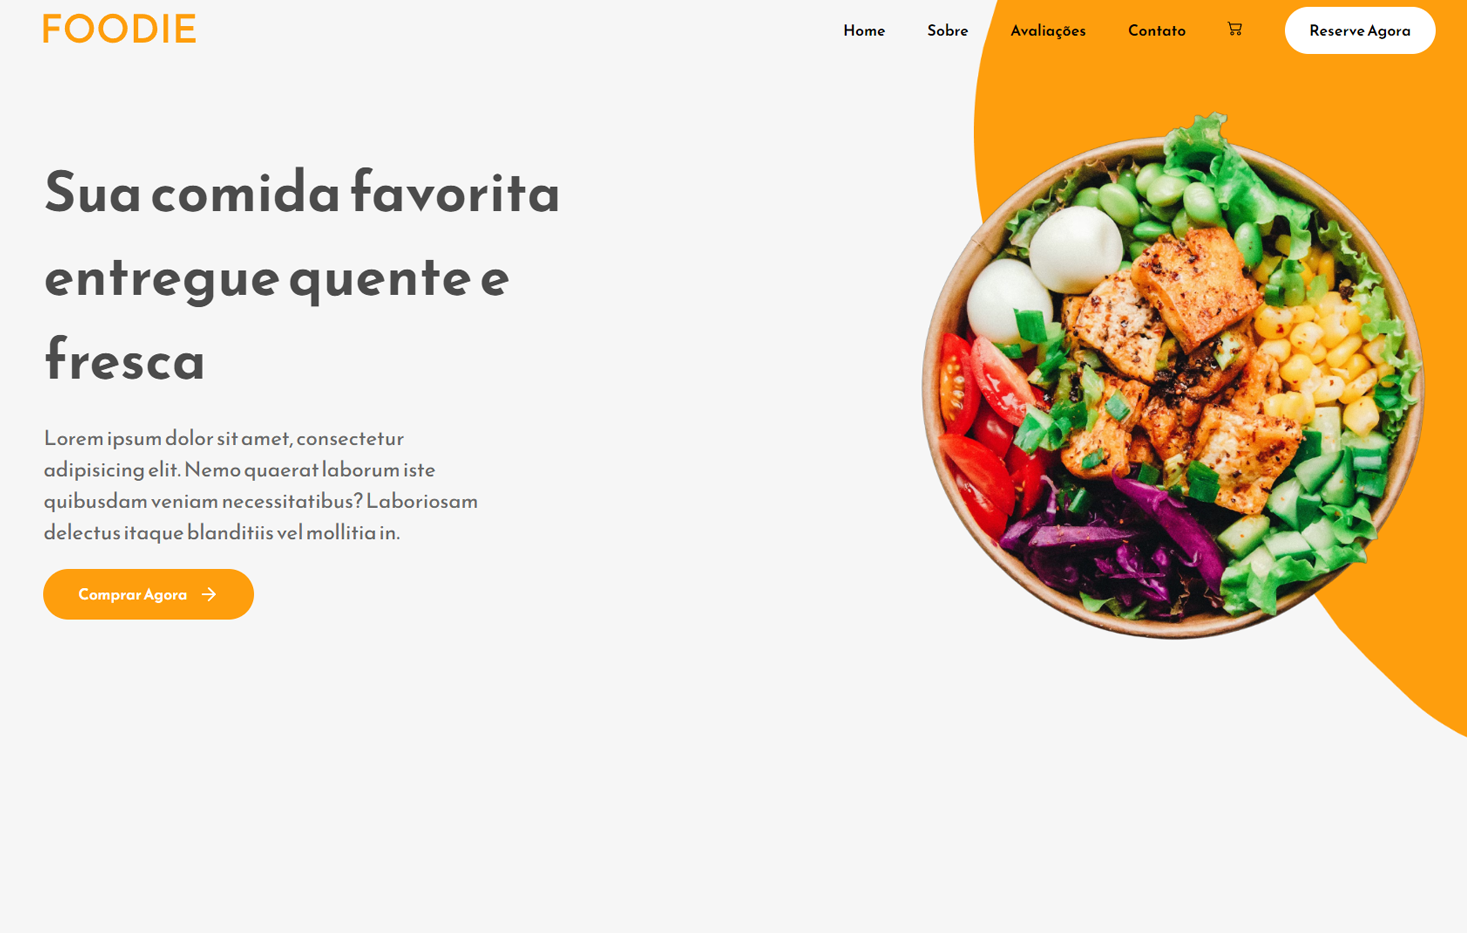 FOODIE
Home
Sobre
Avaliações
Contato
Reserve Agora
Sua comida favorita
entregue quente e
fresca
Lorem ipsum dolor sit amet, consectetur
adipisicing elit. Nemo quaerat laborum iste
quibusdam veniam necessitatibus? Laboriosam
delectus itaque blanditiis vel mollitia in.
Comprar Agora